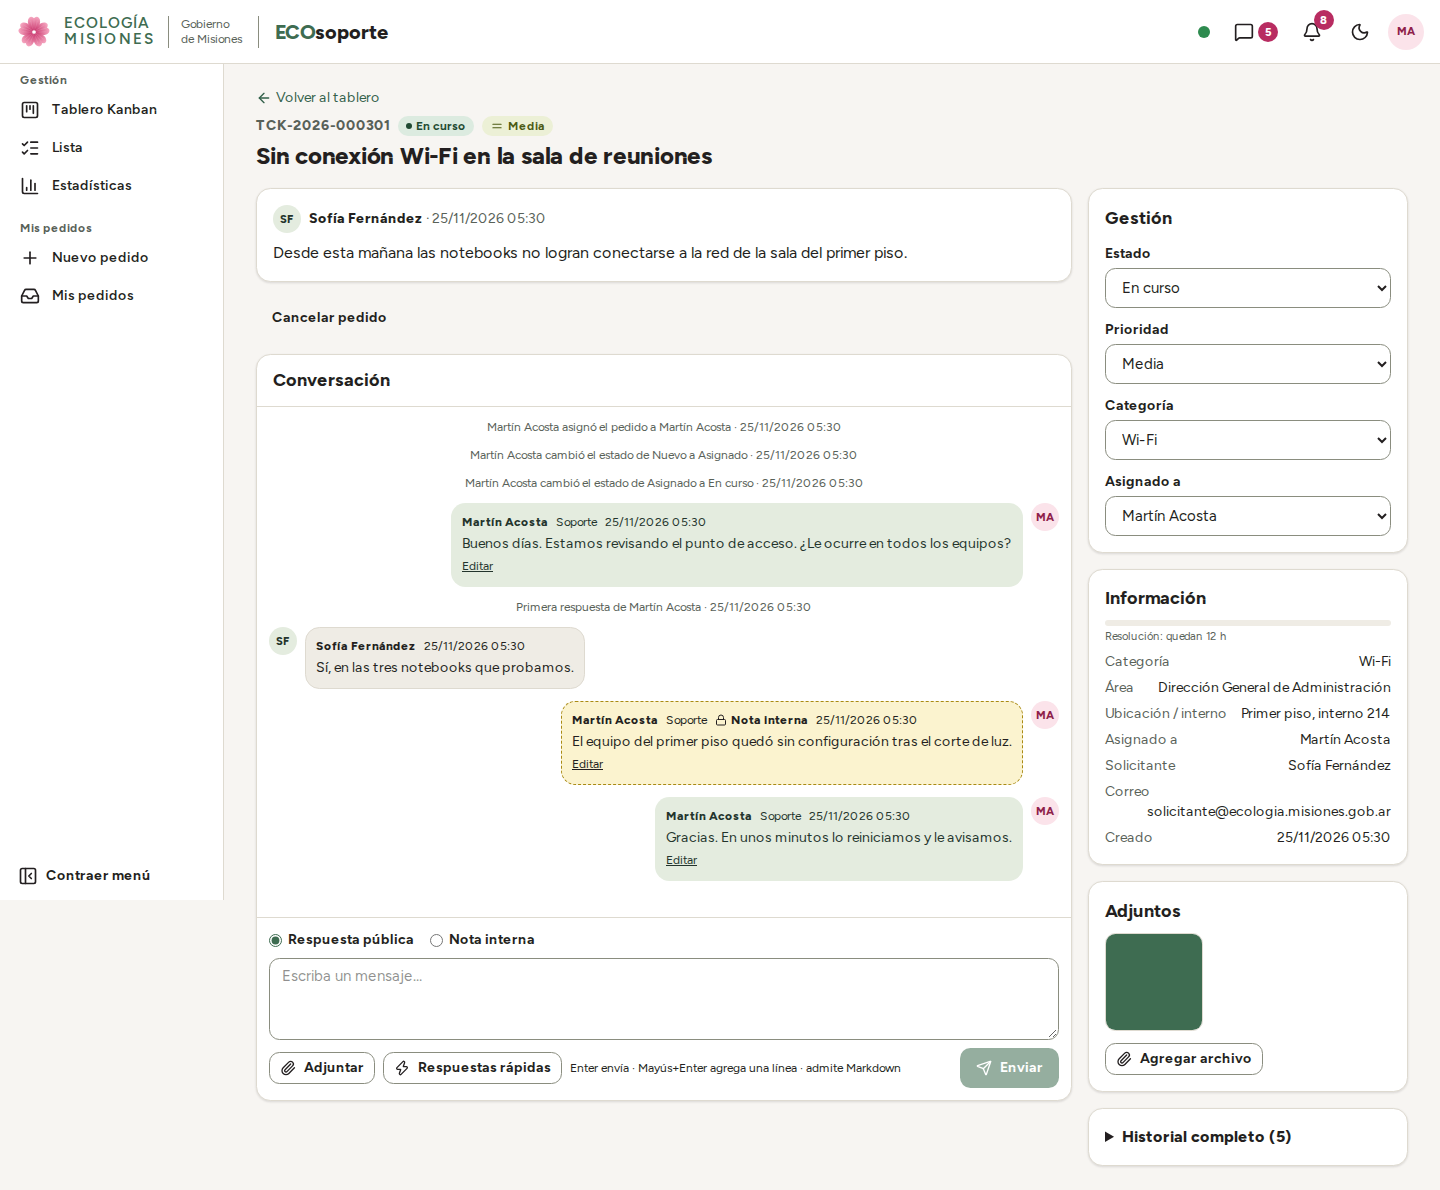 ECOLOGÍA
MISIONES
Gobierno
de Misiones
ECOsoporte
5
8
MA
Gestión
Tablero Kanban
Lista
Estadísticas
Mis pedidos
Nuevo pedido
Mis pedidos
Contraer menú
Volver al tablero
TCK-2026-000301
En curso
Media
Sin conexión Wi-Fi en la sala de reuniones
SF
Sofía Fernández · 25/11/2026 05:30
Desde esta mañana las notebooks no logran conectarse a la red de la sala del primer piso.
Cancelar pedido
Conversación
Martín Acosta asignó el pedido a Martín Acosta · 25/11/2026 05:30
Martín Acosta cambió el estado de Nuevo a Asignado · 25/11/2026 05:30
Martín Acosta cambió el estado de Asignado a En curso · 25/11/2026 05:30
Martín Acosta Soporte 25/11/2026 05:30
MA
Buenos días. Estamos revisando el punto de acceso. ¿Le ocurre en todos los equipos?
Editar
Primera respuesta de Martín Acosta · 25/11/2026 05:30
SF
Sofía Fernández 25/11/2026 05:30
Sí, en las tres notebooks que probamos.
Martín Acosta Soporte Nota interna 25/11/2026 05:30
MA
El equipo del primer piso quedó sin configuración tras el corte de luz.
Editar
Martín Acosta Soporte 25/11/2026 05:30
MA
Gracias. En unos minutos lo reiniciamos y le avisamos.
Editar
Respuesta pública
Nota interna
Escriba un mensaje...
Adjuntar
Respuestas rápidas
Enter envía · Mayús+Enter agrega una línea · admite Markdown
Enviar
Gestión
Estado
En curso
Prioridad
Media
Categoría
Wi-Fi
Asignado a
Martín Acosta
Información
Resolución: quedan 12 h
Categoría Wi-Fi
Área Dirección General de Administración
Ubicación / interno Primer piso, interno 214
Asignado a Martín Acosta
Solicitante Sofía Fernández
Correo
solicitante@ecologia.misiones.gob.ar
Creado 25/11/2026 05:30
Adjuntos
Agregar archivo
Historial completo (5)